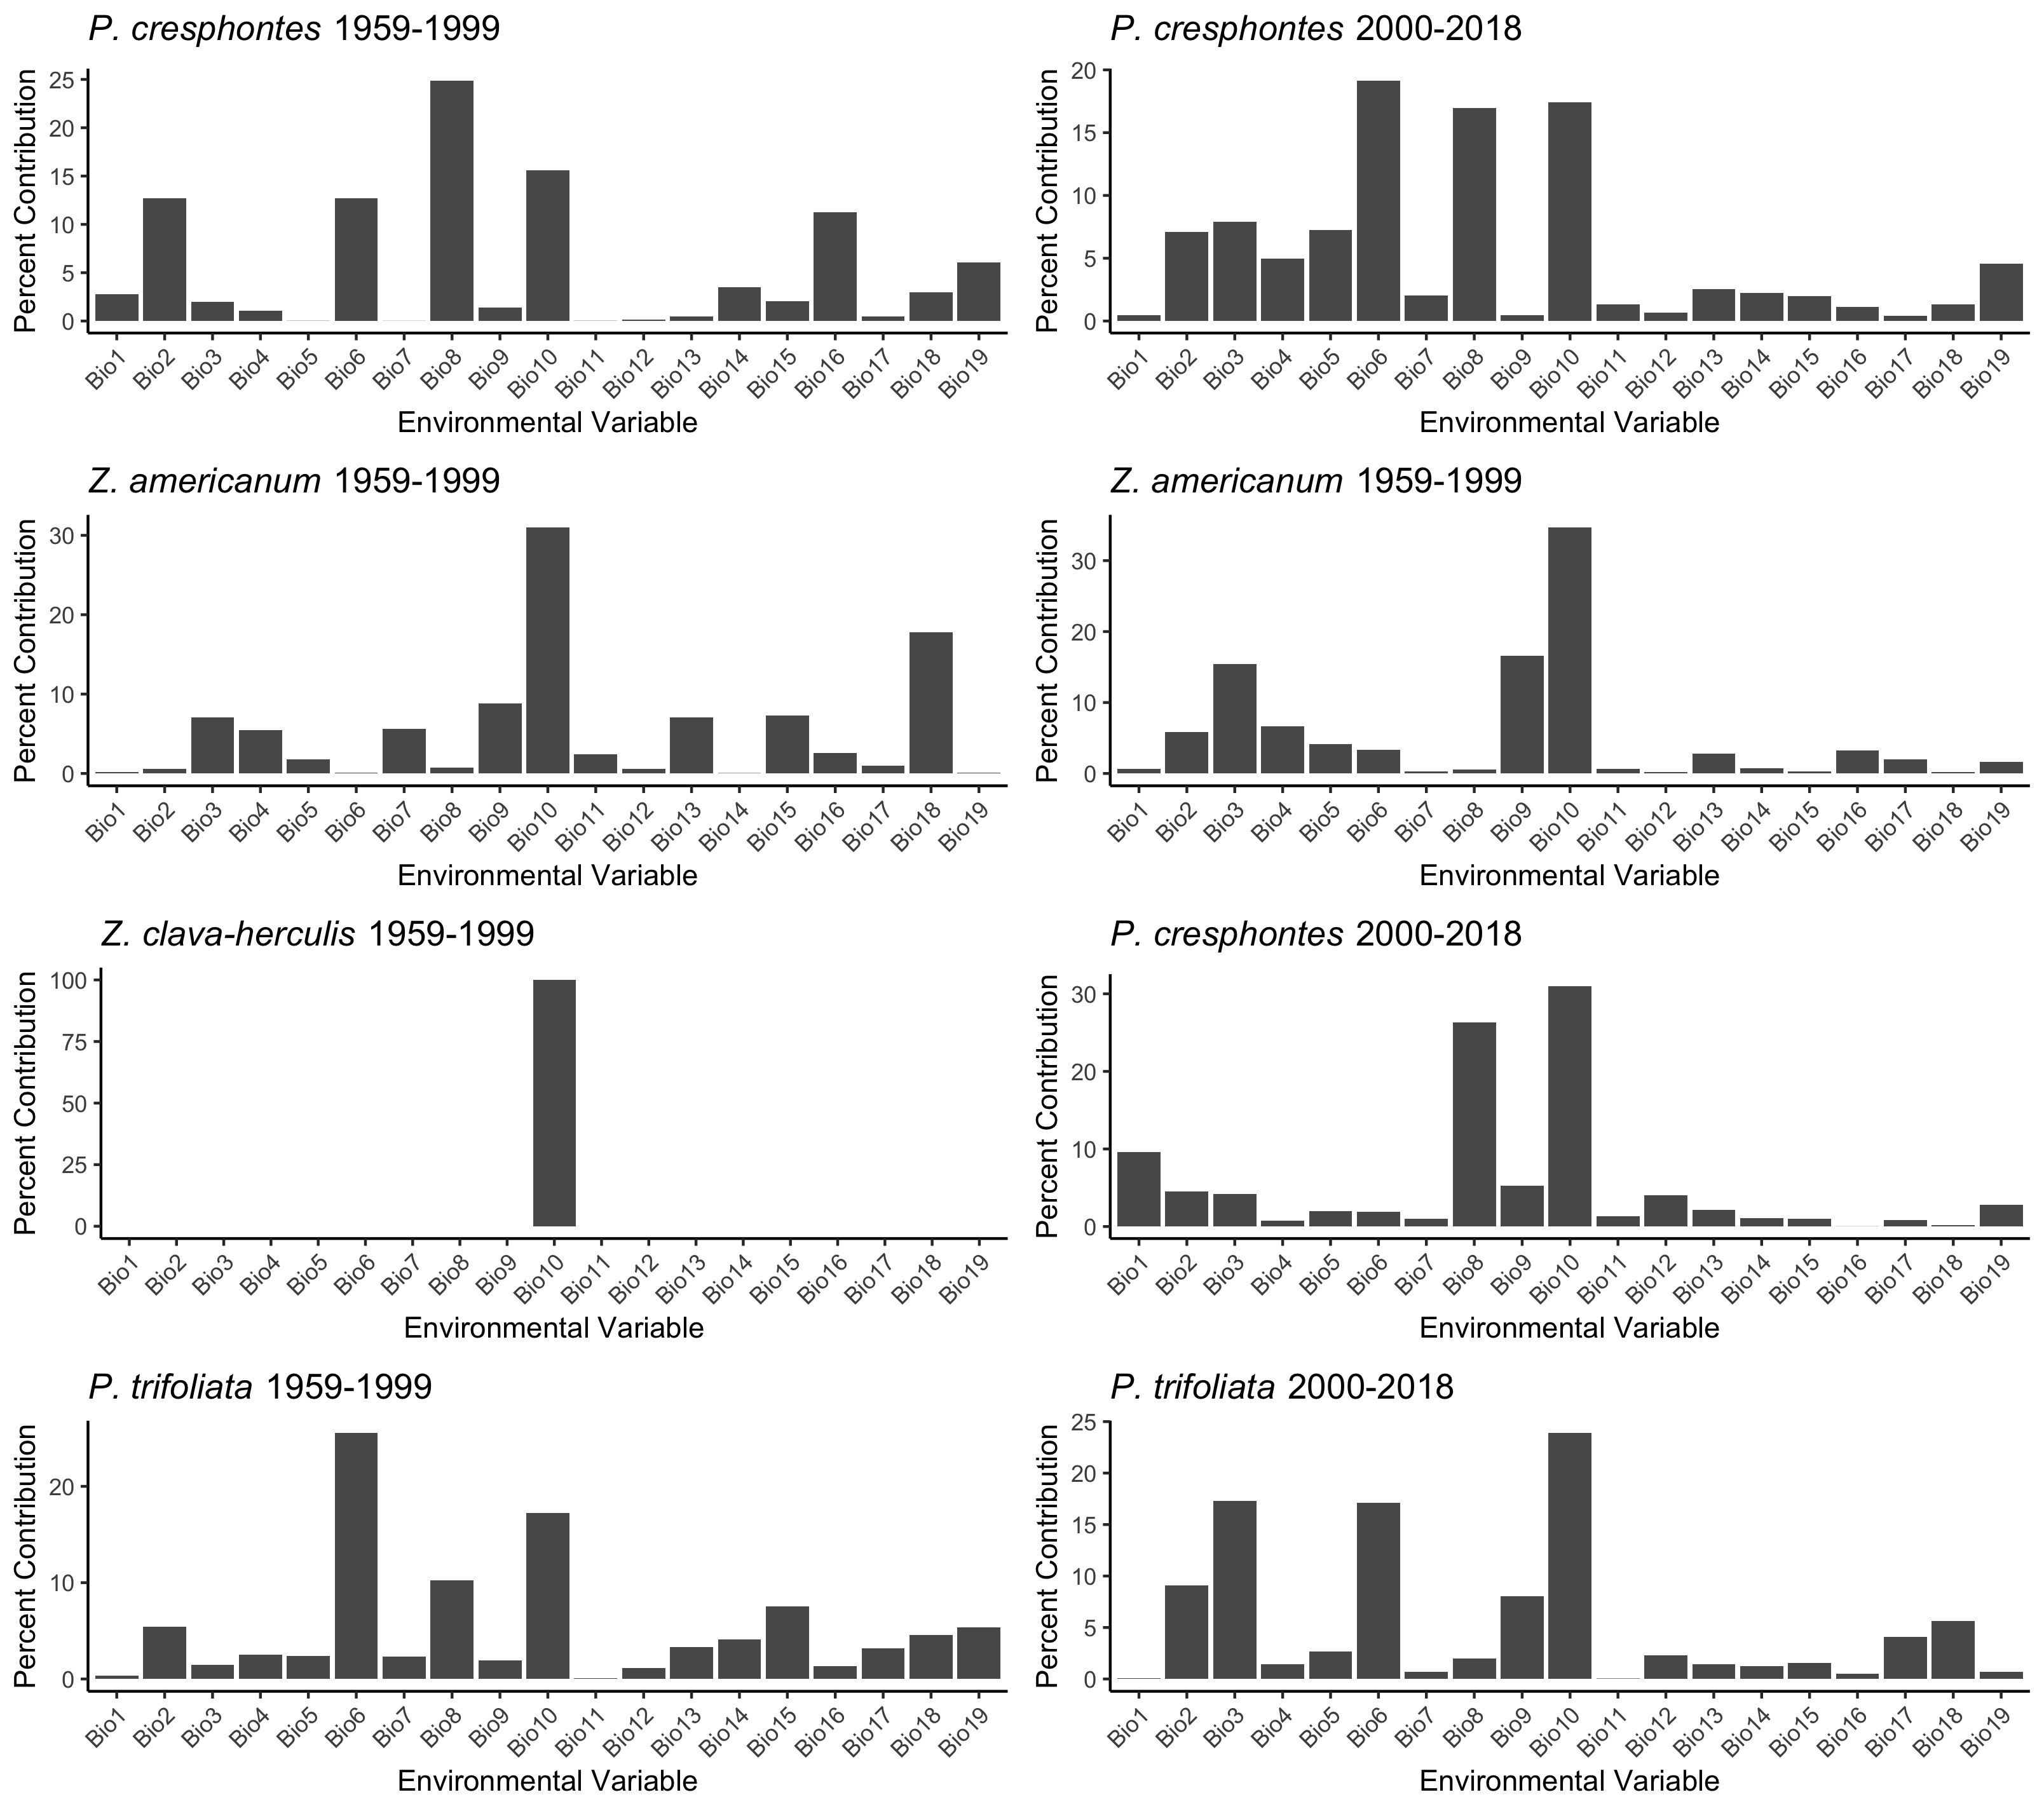 P. cresphontes 1959-1999
Percent Contribution
25
20
15
10
5
0
Bio1 Bio2 Bio3 Bio4 Bio5 Bio6 Bio7 Bio8 Bio9 Bio10 Bio11 Bio12 Bio13 Bio14 Bio15 Bio16 Bio17 Bio18 Bio19
Environmental Variable
P. cresphontes 2000-2018
Percent Contribution
20
15
10
5
0
Bio1 Bio2 Bio3 Bio4 Bio5 Bio6 Bio7 Bio8 Bio9 Bio10 Bio11 Bio12 Bio13 Bio14 Bio15 Bio16 Bio17 Bio18 Bio19
Environmental Variable
Z. americanum 1959-1999
Percent Contribution
30
20
10
0
Bio1 Bio2 Bio3 Bio4 Bio5 Bio6 Bio7 Bio8 Bio9 Bio10 Bio11 Bio12 Bio13 Bio14 Bio15 Bio16 Bio17 Bio18 Bio19
Environmental Variable
Z. americanum 1959-1999
Percent Contribution
30
20
10
0
Bio1 Bio2 Bio3 Bio4 Bio5 Bio6 Bio7 Bio8 Bio9 Bio10 Bio11 Bio12 Bio13 Bio14 Bio15 Bio16 Bio17 Bio18 Bio19
Environmental Variable
Z. clava-herculis 1959-1999
Percent Contribution
100
75
50
25
0
Bio1 Bio2 Bio3 Bio4 Bio5 Bio6 Bio7 Bio8 Bio9 Bio10 Bio11 Bio12 Bio13 Bio14 Bio15 Bio16 Bio17 Bio18 Bio19
Environmental Variable
P. cresphontes 2000-2018
Percent Contribution
30
20
10
0
Bio1 Bio2 Bio3 Bio4 Bio5 Bio6 Bio7 Bio8 Bio9 Bio10 Bio11 Bio12 Bio13 Bio14 Bio15 Bio16 Bio17 Bio18 Bio19
Environmental Variable
P. trifoliata 1959-1999
Percent Contribution
20
10
0
Bio1 Bio2 Bio3 Bio4 Bio5 Bio6 Bio7 Bio8 Bio9 Bio10 Bio11 Bio12 Bio13 Bio14 Bio15 Bio16 Bio17 Bio18 Bio19
Environmental Variable
P. trifoliata 2000-2018
Percent Contribution
25
20
15
10
5
0
Bio1 Bio2 Bio3 Bio4 Bio5 Bio6 Bio7 Bio8 Bio9 Bio10 Bio11 Bio12 Bio13 Bio14 Bio15 Bio16 Bio17 Bio18 Bio19
Environmental Variable